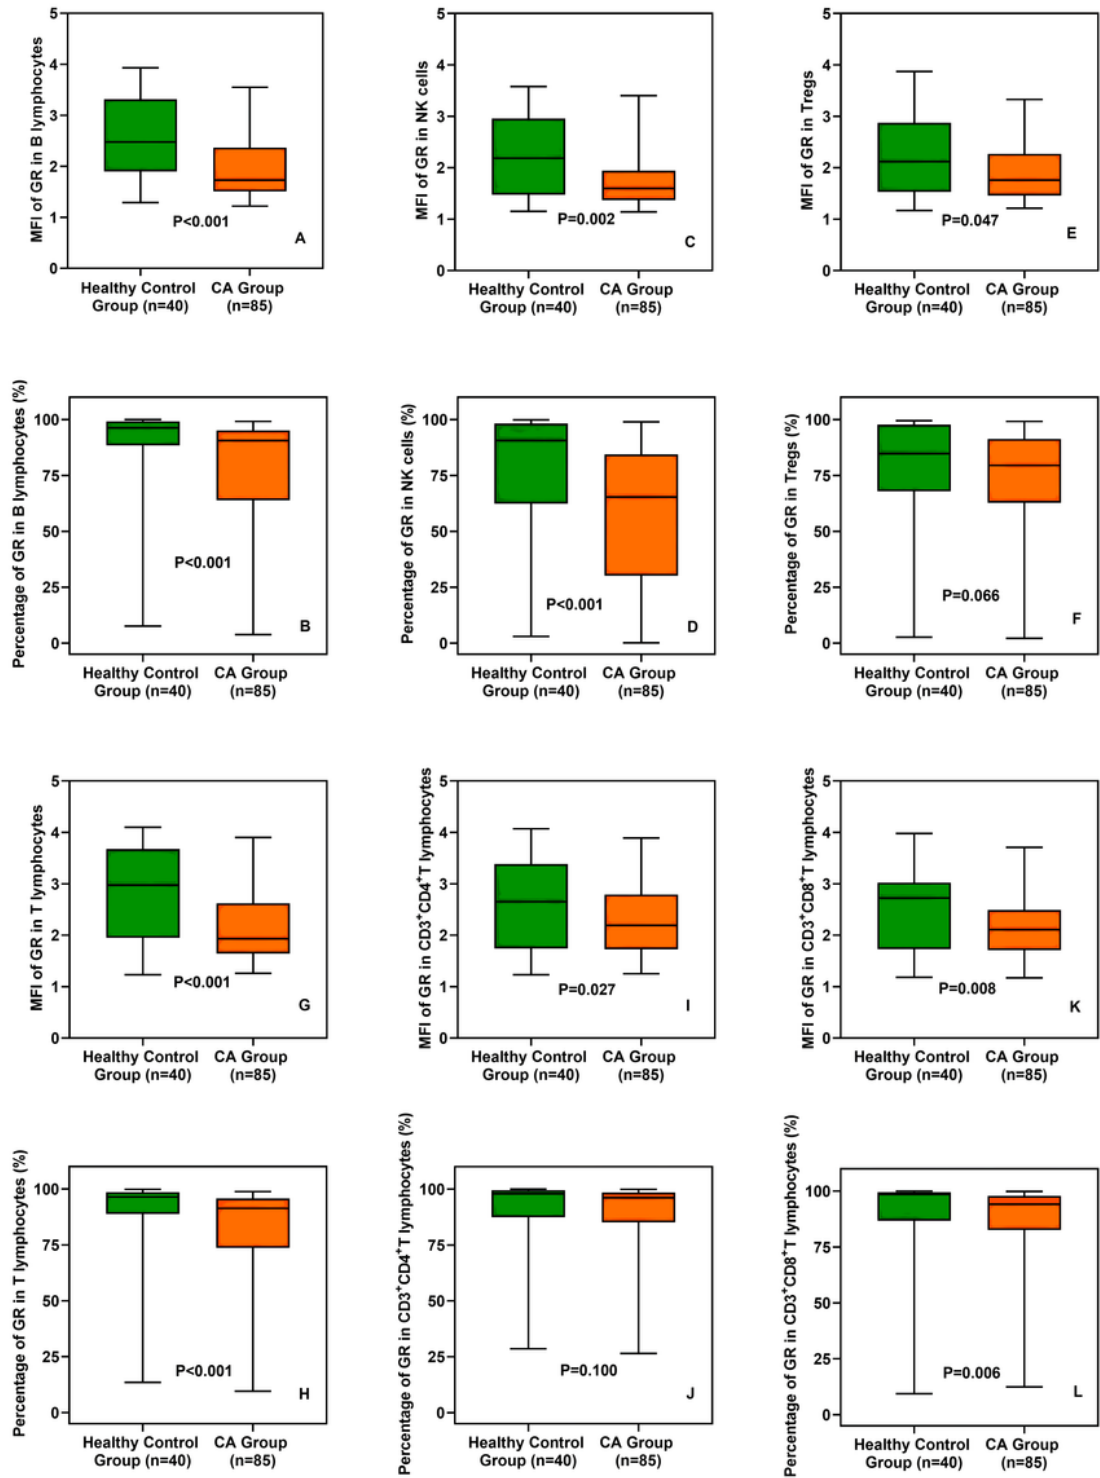 MFI of GR in B lymphocytes
5
4
3
2
1
0
P<0.001
A
Healthy Control
Group (n=40)
CA Group
(n=85)
MFI of GR in NK cells
5
4
3
2
1
0
P=0.002
C
Healthy Control
Group (n=40)
CA Group
(n=85)
MFI of GR in Tregs
5
4
3
2
1
0
P=0.047
E
Healthy Control
Group (n=40)
CA Group
(n=85)
Percentage of GR in B lymphocytes (%)
100
75
50
25
0
P<0.001
B
Healthy Control
Group (n=40)
CA Group
(n=85)
Percentage of GR in NK cells (%)
100
75
50
25
0
P<0.001
D
Healthy Control
Group (n=40)
CA Group
(n=85)
Percentage of GR in Tregs (%)
100
75
50
25
0
P=0.066
F
Healthy Control
Group (n=40)
CA Group
(n=85)
MFI of GR in T lymphocytes
5
4
3
2
1
0
P<0.001
G
Healthy Control
Group (n=40)
CA Group
(n=85)
MFI of GR in CD3⁺CD4⁺T lymphocytes
5
4
3
2
1
0
P=0.027
I
Healthy Control
Group (n=40)
CA Group
(n=85)
MFI of GR in CD3⁺CD8⁺T lymphocytes
5
4
3
2
1
0
P=0.008
K
Healthy Control
Group (n=40)
CA Group
(n=85)
Percentage of GR in T lymphocytes (%)
100
75
50
25
0
P<0.001
H
Healthy Control
Group (n=40)
CA Group
(n=85)
Percentage of GR in CD3⁺CD4⁺T lymphocytes (%)
100
75
50
25
0
P=0.100
J
Healthy Control
Group (n=40)
CA Group
(n=85)
Percentage of GR in CD3⁺CD8⁺T lymphocytes (%)
100
75
50
25
0
P=0.006
L
Healthy Control
Group (n=40)
CA Group
(n=85)